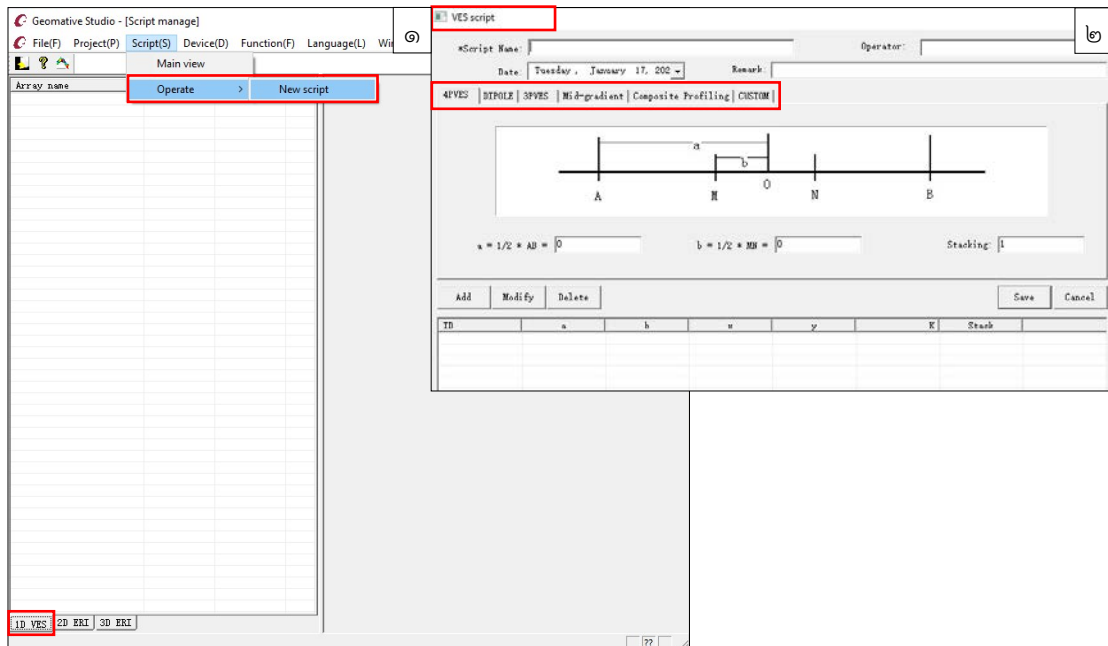 Geomative Studio - [Script manage]
File(F) Project(P) Script(S) Device(D) Function(F) Language(L)
๑
Main view
Operate > New script
Array name
1D VES 2D ERI 3D ERI
??
VES script
๒
*Script Name: Operator:
Date: Tuesday, January 17, 202 Remark:
4PVES DIPOLE 3PVES Mid-gradient Composite Profiling CUSTOM
a
b
A M O N B
a = 1/2 * AB = 0 b = 1/2 * MN = 0 Stacking: 1
Add Modify Delete Save Cancel
ID a b x y K Stack